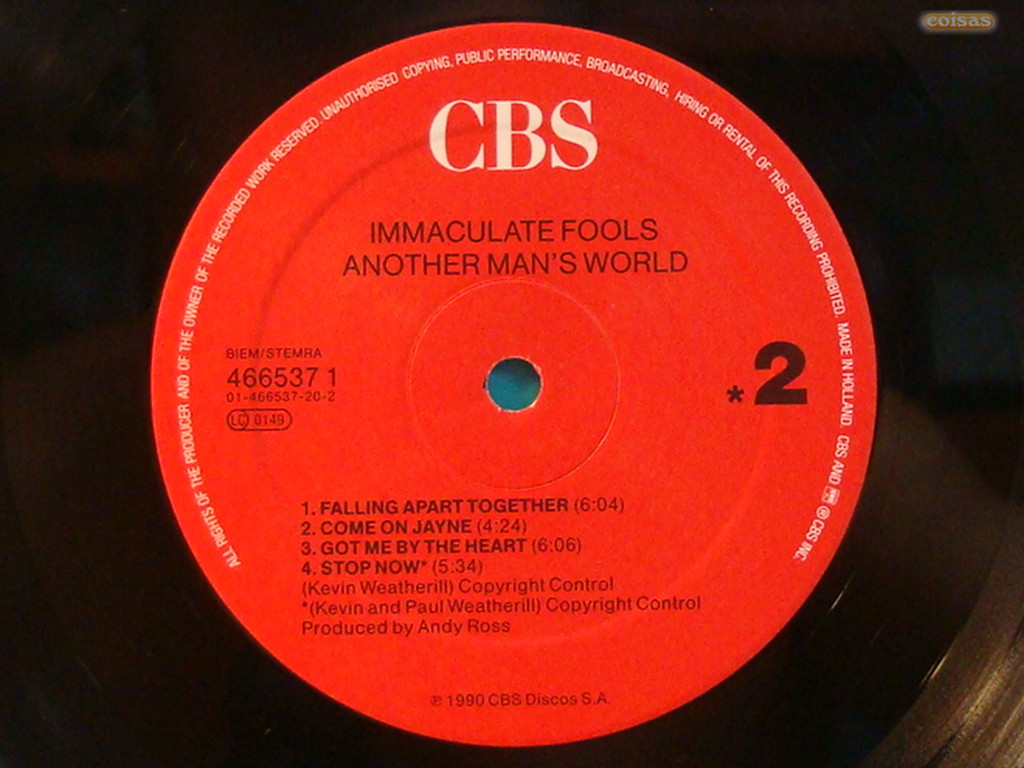 coisas
ALL RIGHTS OF THE PRODUCER AND OF THE OWNER OF THE RECORDED WORK RESERVED. UNAUTHORISED COPYING, PUBLIC PERFORMANCE, BROADCASTING, HIRING OR RENTAL OF THIS RECORDING PROHIBITED. MADE IN HOLLAND. CBS AND ℗ © CBS INC.
CBS
IMMACULATE FOOLS
ANOTHER MAN'S WORLD
BIEM/STEMRA
466537 1
01-466537-20-2
LC 0149
*2
1. FALLING APART TOGETHER (6:04)
2. COME ON JAYNE (4:24)
3. GOT ME BY THE HEART (6:06)
4. STOP NOW* (5:34)
(Kevin Weatherill) Copyright Control
*(Kevin and Paul Weatherill) Copyright Control
Produced by Andy Ross
℗ 1990 CBS Discos S.A.